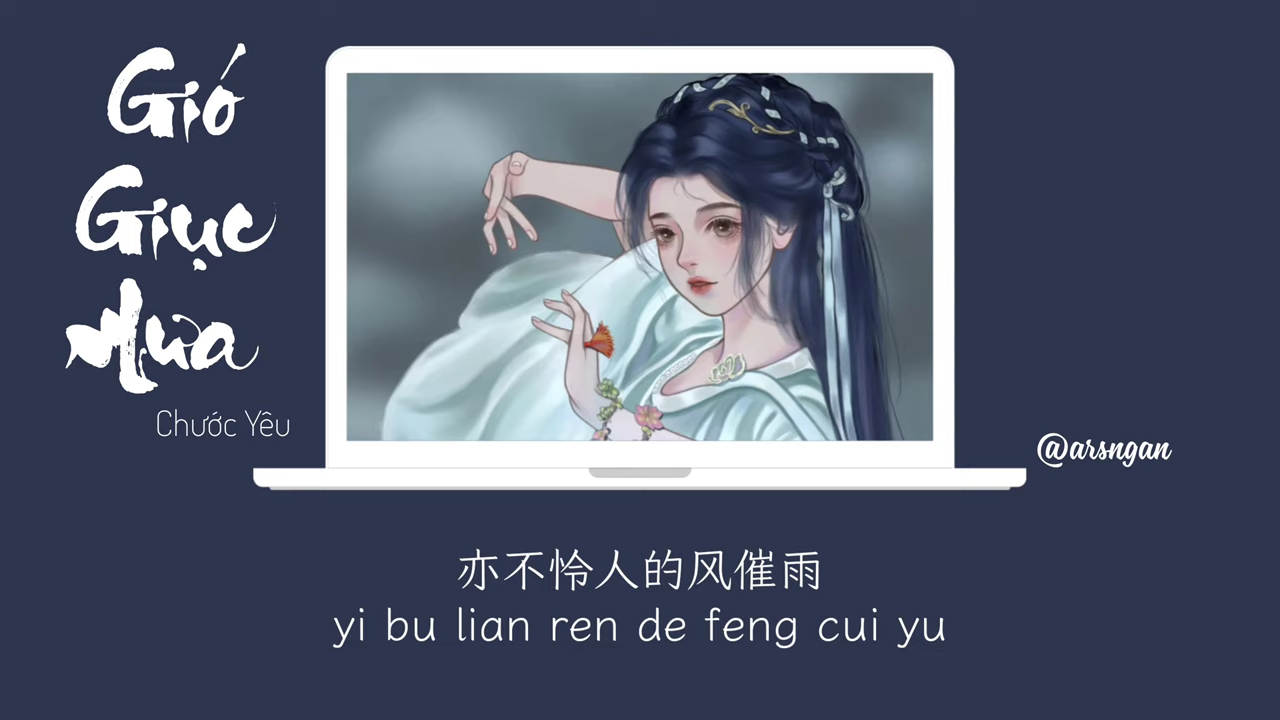 Gió
Giục
Mưa
Chước Yêu
@arsngan
亦不怜人的风催雨
yi bu lian ren de feng cui yu